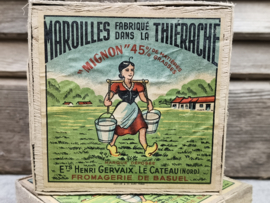 MAROILLES FABRIQUÉ DANS LA THIÉRACHE
"MIGNON" 45%
ETS HENRI GERVAIX, LE CATEAU (NORD)
FROMAGERIE DE BASUEL